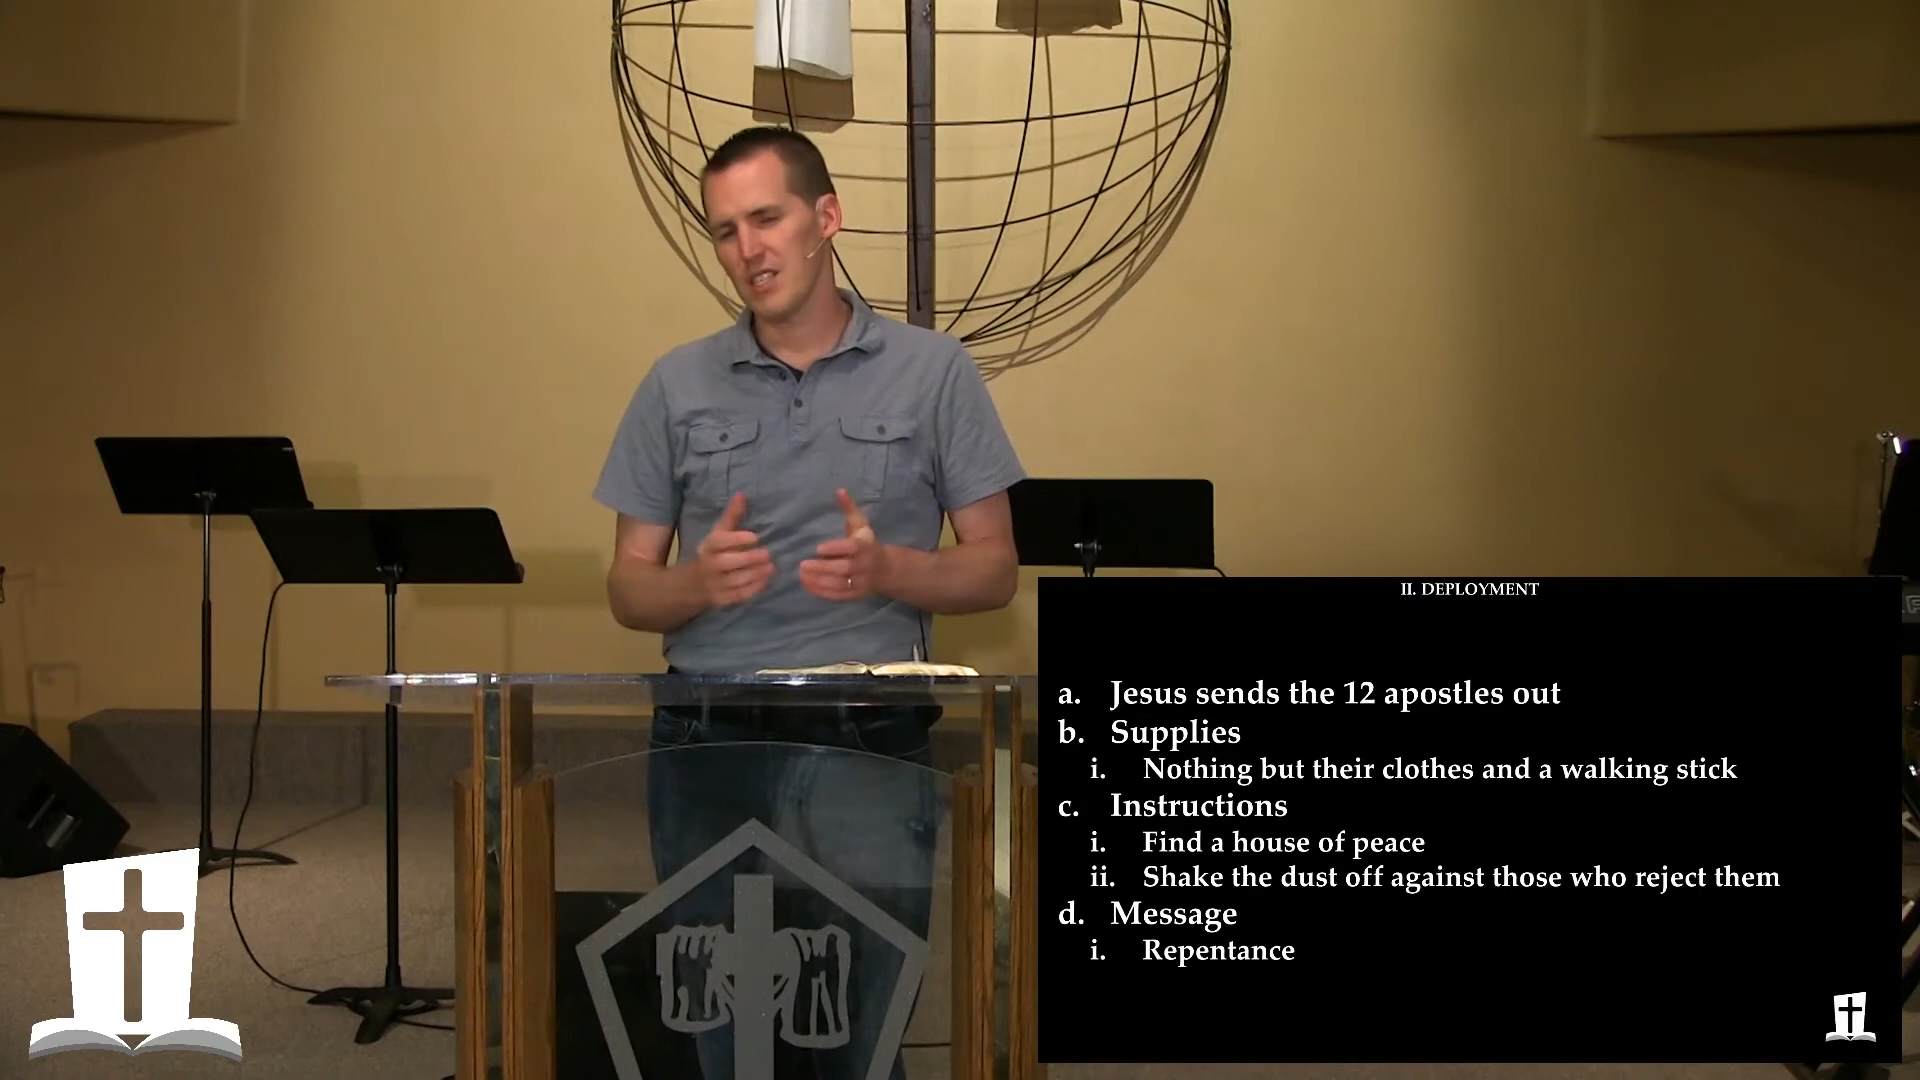 II. DEPLOYMENT
a. Jesus sends the 12 apostles out
b. Supplies
i. Nothing but their clothes and a walking stick
c. Instructions
i. Find a house of peace
ii. Shake the dust off against those who reject them
d. Message
i. Repentance